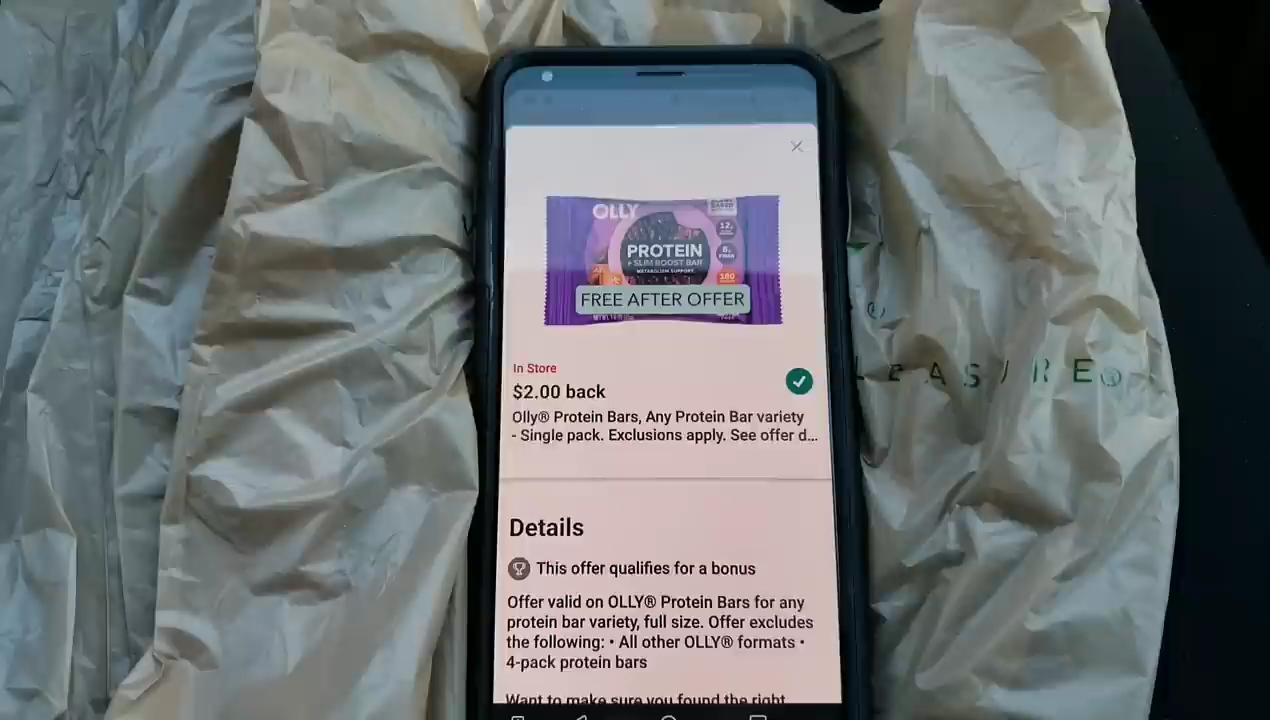 OLLY
PROTEIN
+ SLIM BOOST BAR
METABOLISM SUPPORT
12g
8g
FIBER
180
FREE AFTER OFFER
In Store
$2.00 back
Olly® Protein Bars, Any Protein Bar variety
- Single pack. Exclusions apply. See offer d...
Details
This offer qualifies for a bonus
Offer valid on OLLY® Protein Bars for any
protein bar variety, full size. Offer excludes
the following: • All other OLLY® formats •
4-pack protein bars
Want to make sure you found the right
®
LEASURE®